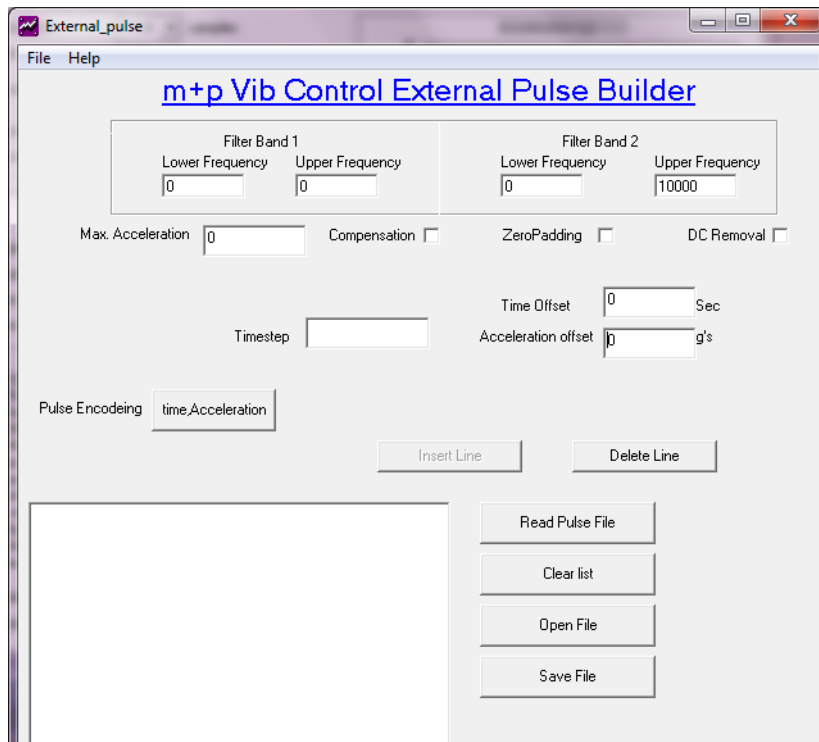 External_pulse
File Help
m+p Vib Control External Pulse Builder
Filter Band 1 Filter Band 2
Lower Frequency Upper Frequency Lower Frequency Upper Frequency
0 0 0 10000
Max. Acceleration 0 Compensation ZeroPadding DC Removal
Time Offset 0 Sec
Timestep Acceleration offset 0 g's
Pulse Encodeing time,Acceleration
Insert Line Delete Line
Read Pulse File
Clear list
Open File
Save File